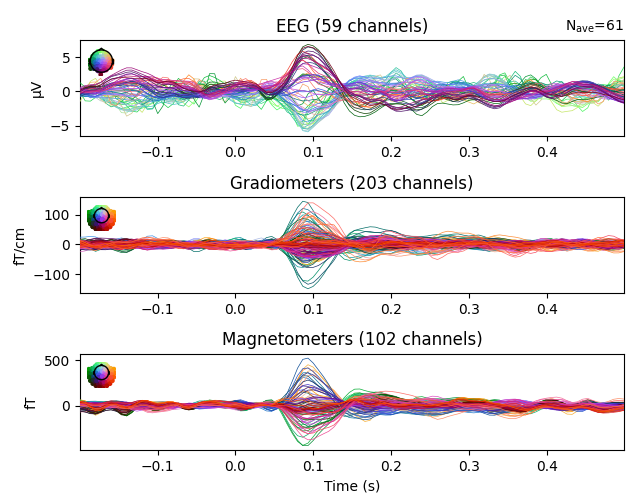 EEG (59 channels)
Nave=61
μV
5
0
−5
−0.1 0.0 0.1 0.2 0.3 0.4
Gradiometers (203 channels)
fT/cm
100
0
−100
−0.1 0.0 0.1 0.2 0.3 0.4
Magnetometers (102 channels)
fT
500
0
−0.1 0.0 0.1 0.2 0.3 0.4
Time (s)